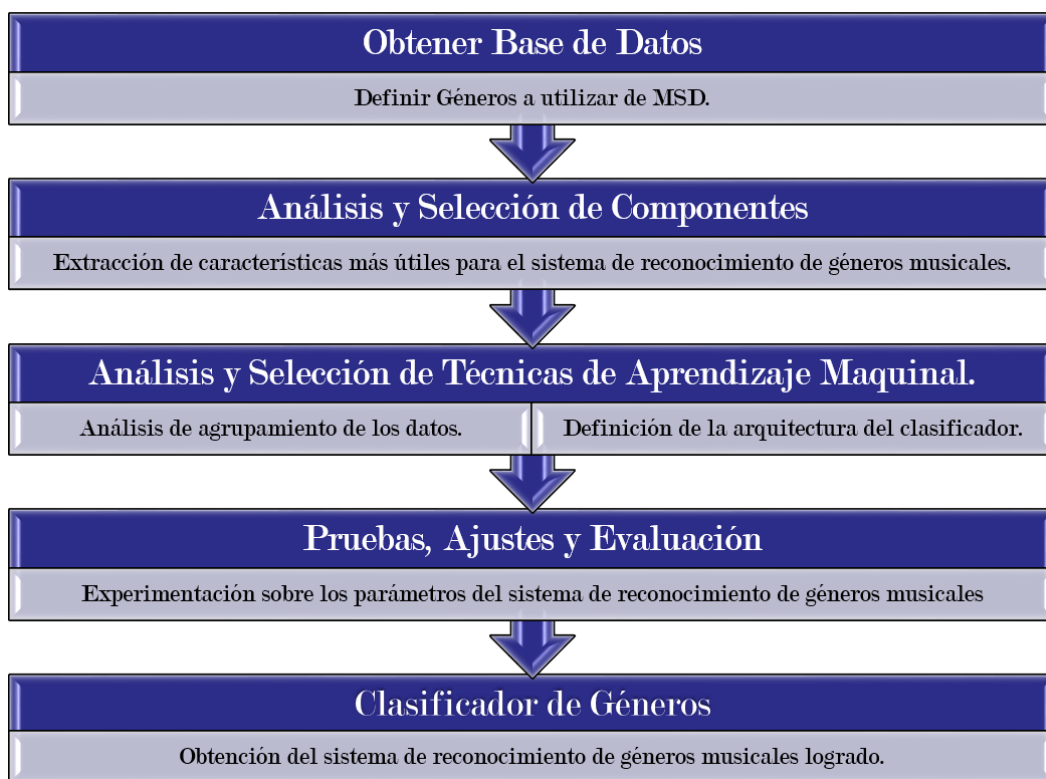 Obtener Base de Datos
Definir Géneros a utilizar de MSD.
Análisis y Selección de Componentes
Extracción de características más útiles para el sistema de reconocimiento de géneros musicales.
Análisis y Selección de Técnicas de Aprendizaje Maquinal.
Análisis de agrupamiento de los datos.
Definición de la arquitectura del clasificador.
Pruebas, Ajustes y Evaluación
Experimentación sobre los parámetros del sistema de reconocimiento de géneros musicales
Clasificador de Géneros
Obtención del sistema de reconocimiento de géneros musicales logrado.